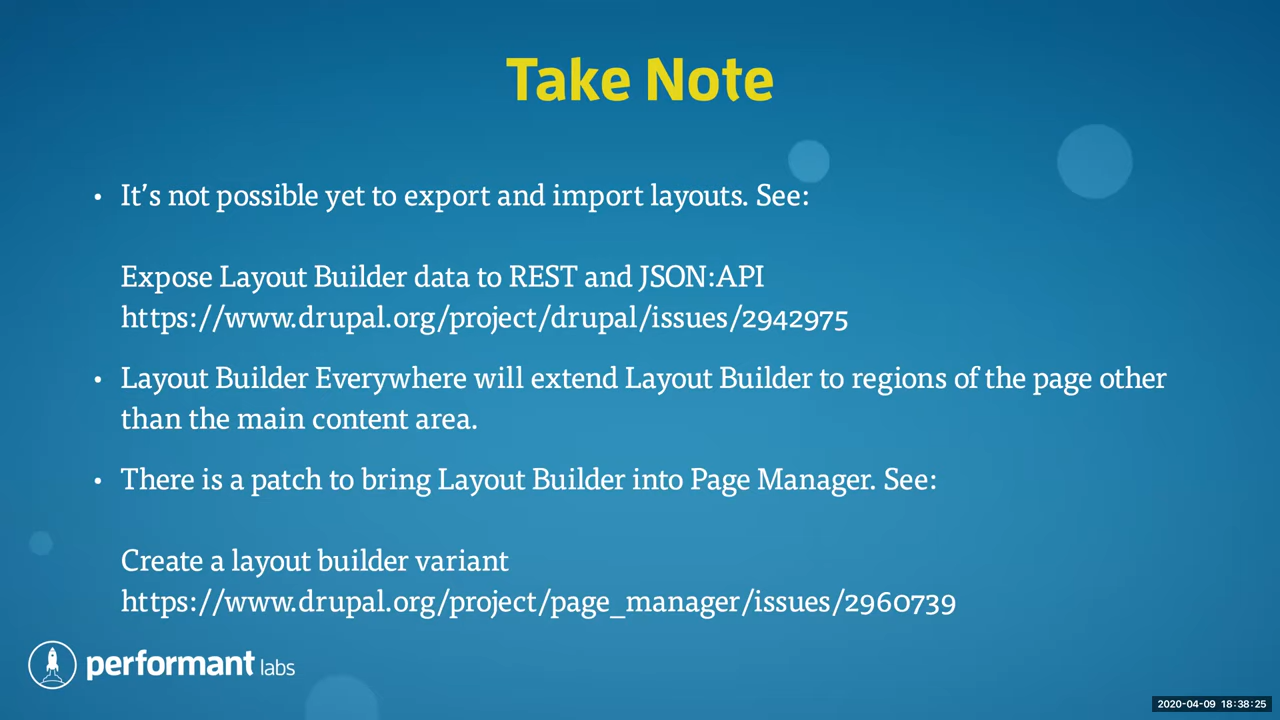 Take Note
• It's not possible yet to export and import layouts. See:
Expose Layout Builder data to REST and JSON:API
https://www.drupal.org/project/drupal/issues/2942975
• Layout Builder Everywhere will extend Layout Builder to regions of the page other
than the main content area.
• There is a patch to bring Layout Builder into Page Manager. See:
Create a layout builder variant
https://www.drupal.org/project/page_manager/issues/2960739
performant labs
2020-04-09 18:38:25